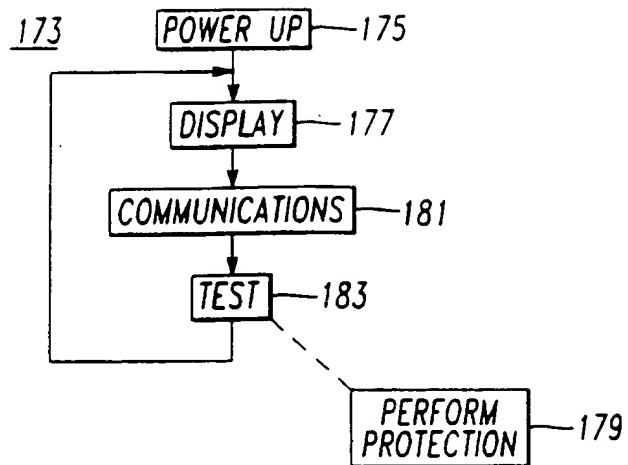 173
POWER UP
175
DISPLAY
177
COMMUNICATIONS
181
TEST
183
PERFORM
PROTECTION
179